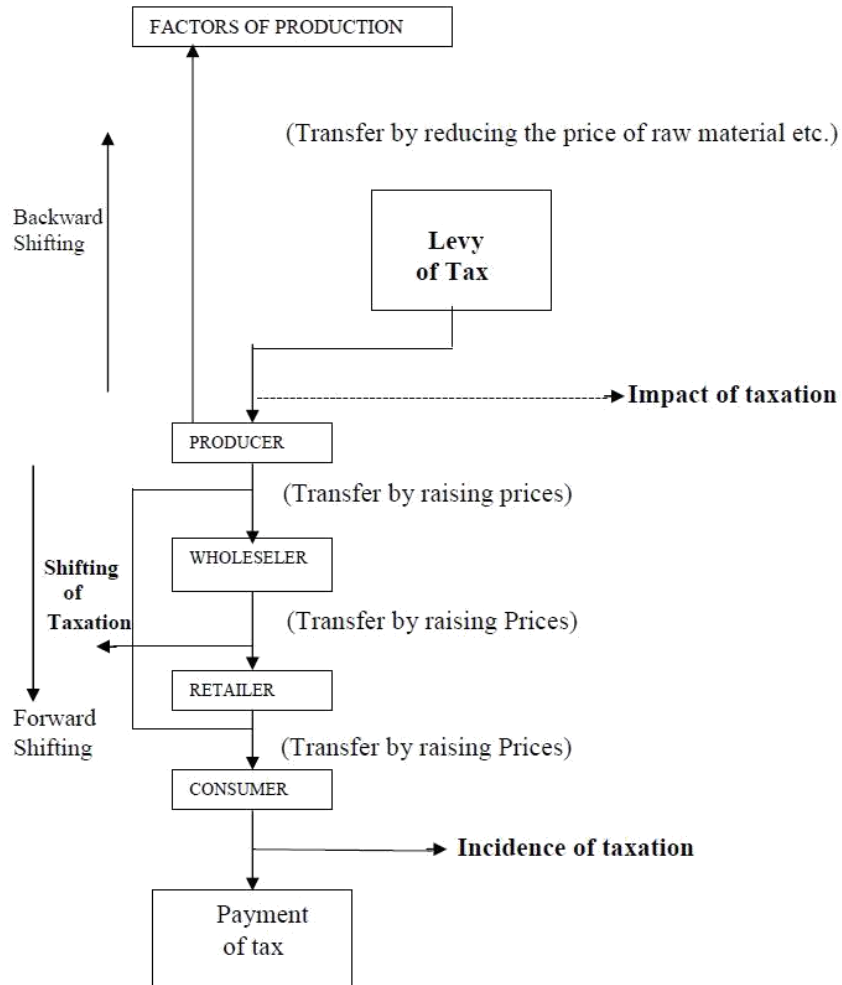 FACTORS OF PRODUCTION
(Transfer by reducing the price of raw material etc.)
Backward
Shifting
Levy
of Tax
Impact of taxation
PRODUCER
(Transfer by raising prices)
WHOLESELER
Shifting
of
Taxation
(Transfer by raising Prices)
RETAILER
Forward
Shifting
(Transfer by raising Prices)
CONSUMER
Incidence of taxation
Payment
of tax